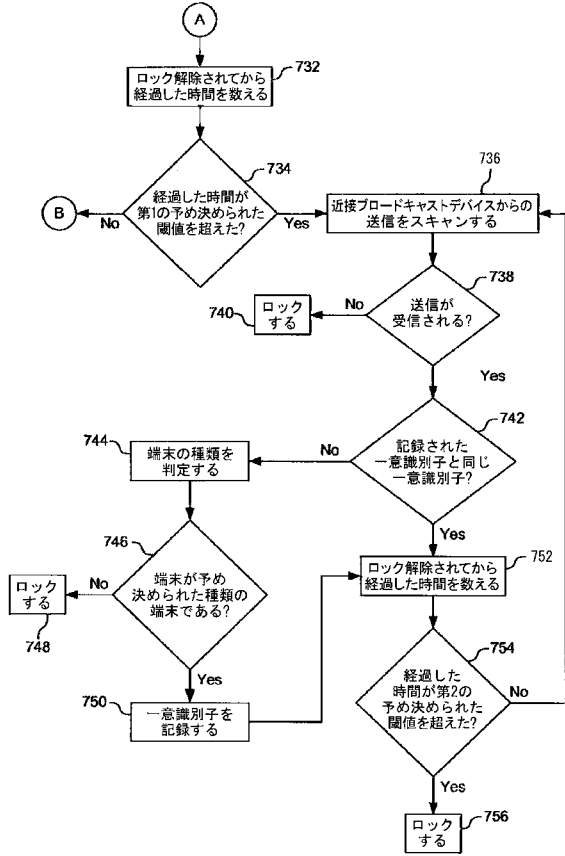 A
732
ロック解除されてから
経過した時間を数える
734
経過した時間が
第1の予め決められた
閾値を超えた?
B
No
Yes
736
近接ブロードキャストデバイスからの
送信をスキャンする
738
送信が
受信される?
No
740
ロック
する
Yes
742
記録された
一意識別子と同じ
一意識別子?
No
744
端末の種類を
判定する
Yes
746
端末が予め
決められた種類の
端末である?
No
ロック
する
748
752
ロック解除されてから
経過した時間を数える
Yes
750
一意識別子を
記録する
754
経過した
時間が第2の
予め決められた
閾値を超えた?
No
Yes
756
ロック
する